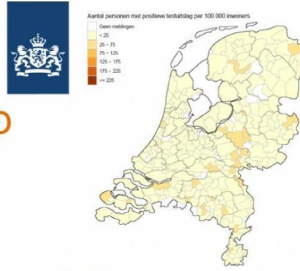 Aantal personen met positieve testuitslag per 100.000 inwoners
Geen meldingen
< 25
25 - 75
75 - 125
125 - 175
175 - 225
>= 225